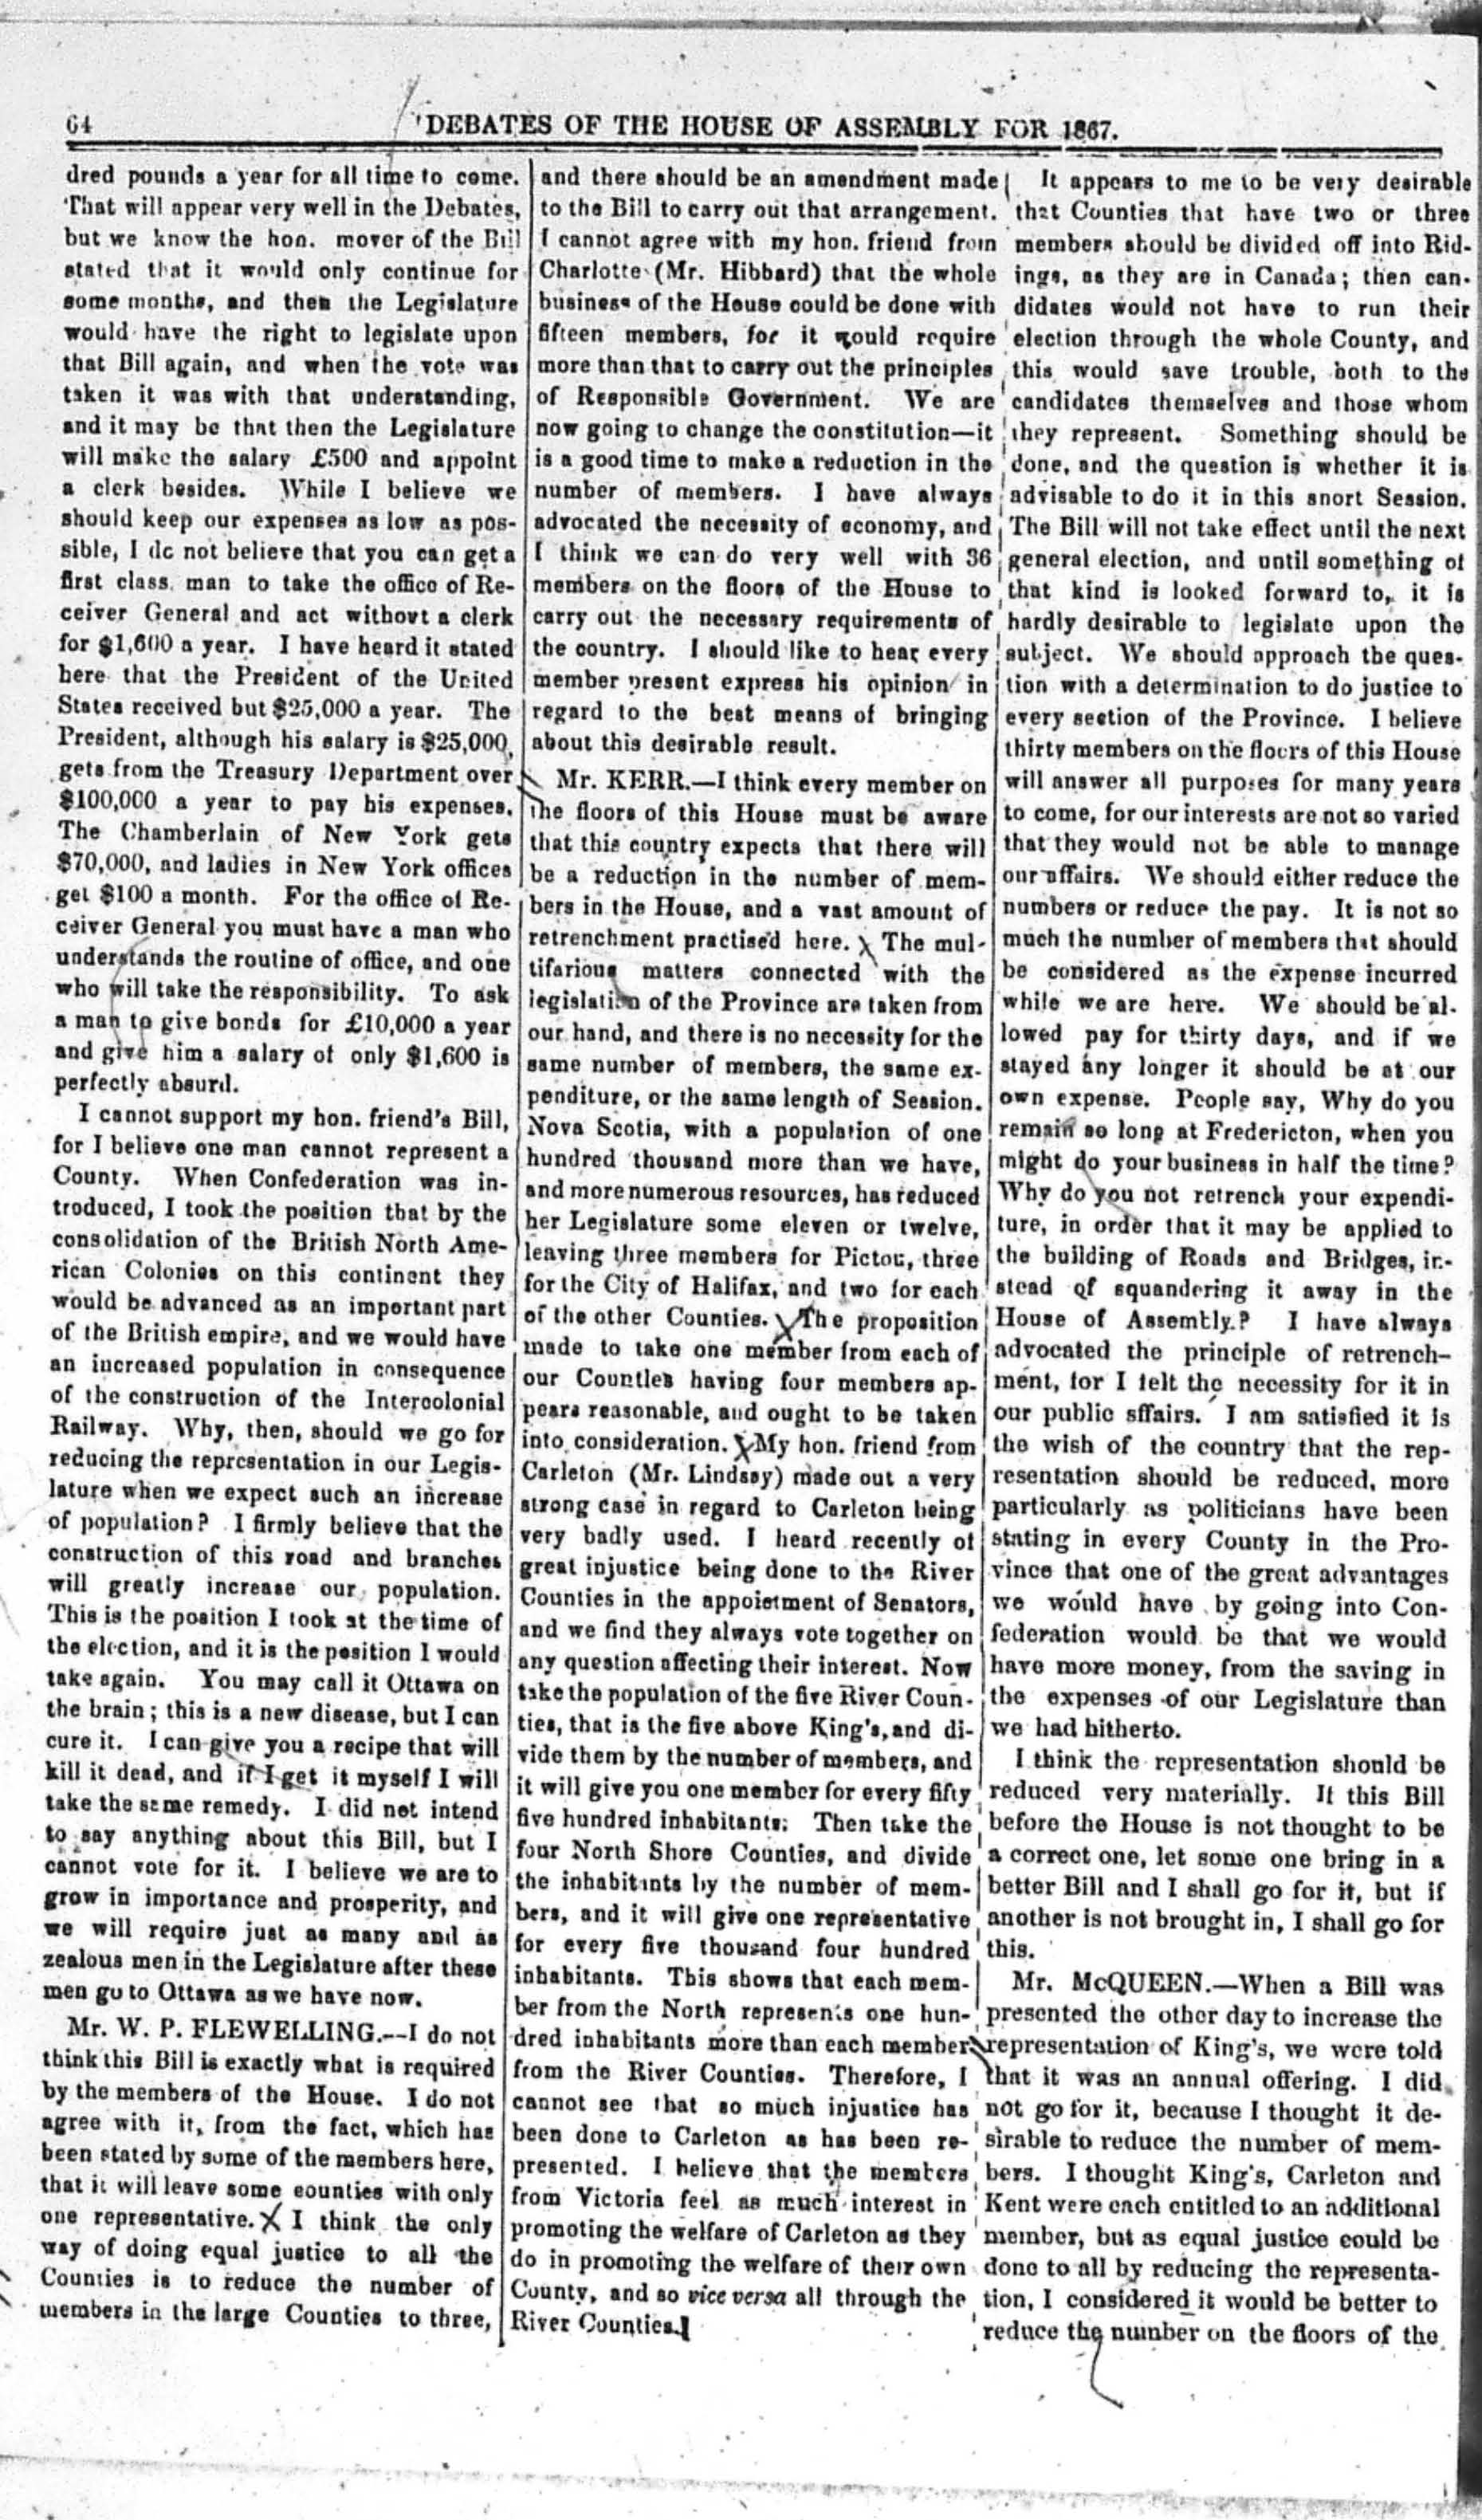 64
DEBATES OF THE HOUSE OF ASSEMBLY FOR 1867.
dred pounds a year for all time to come.
That will appear very well in the Debates,
but we know the hon. mover of the Bill
stated that it would only continue for
some months, and then the Legislature
would have the right to legislate upon
that Bill again, and when the vote was
taken it was with that understanding,
and it may be that then the Legislature
will make the salary £500 and appoint
a clerk besides. While I believe we
should keep our expenses as low as pos-
sible, I do not believe that you can get a
first class man to take the office of Re-
ceiver General and act without a clerk
for $1,600 a year. I have heard it stated
here that the President of the United
States received but $25,000 a year. The
President, although his salary is $25,000,
gets from the Treasury Department over
$100,000 a year to pay his expenses.
The Chamberlain of New York gets
$70,000, and ladies in New York offices
get $100 a month. For the office of Re-
ceiver General you must have a man who
understands the routine of office, and one
who will take the responsibility. To ask
a man to give bonds for £10,000 a year
and give him a salary of only $1,600 is
perfectly absurd.
I cannot support my hon. friend's Bill,
for I believe one man cannot represent a
County. When Confederation was in-
troduced, I took the position that by the
consolidation of the British North Ame-
rican Colonies on this continent they
would be advanced as an important part
of the British empire, and we would have
an increased population in consequence
of the construction of the Intercolonial
Railway. Why, then, should we go for
reducing the representation in our Legis-
lature when we expect such an increase
of population? I firmly believe that the
construction of this road and branches
will greatly increase our population.
This is the position I took at the time of
the election, and it is the position I would
take again. You may call it Ottawa on
the brain; this is a new disease, but I can
cure it. I can give you a recipe that will
kill it dead, and if I get it myself I will
take the same remedy. I did not intend
to say anything about this Bill, but I
cannot vote for it. I believe we are to
grow in importance and prosperity, and
we will require just as many and as
zealous men in the Legislature after these
men go to Ottawa as we have now.
Mr. W. P. FLEWELLING.--I do not
think this Bill is exactly what is required
by the members of the House. I do not
agree with it, from the fact, which has
been stated by some of the members here,
that it will leave some counties with only
one representative. X I think the only
way of doing equal justice to all the
Counties is to reduce the number of
members in the large Counties to three,
and there should be an amendment made
to the Bill to carry out that arrangement.
I cannot agree with my hon. friend from
Charlotte (Mr. Hibbard) that the whole
business of the House could be done with
fifteen members, for it would require
more than that to carry out the principles
of Responsible Government. We are
now going to change the constitution—it
is a good time to make a reduction in the
number of members. I have always
advocated the necessity of economy, and
I think we can do very well with 36
members on the floors of the House to
carry out the necessary requirements of
the country. I should like to hear every
member present express his opinion in
regard to the best means of bringing
about this desirable result.
Mr. KERR.—I think every member on
the floors of this House must be aware
that this country expects that there will
be a reduction in the number of mem-
bers in the House, and a vast amount of
retrenchment practised here. X The mul-
tifarious matters connected with the
legislation of the Province are taken from
our hand, and there is no necessity for the
same number of members, the same ex-
penditure, or the same length of Session.
Nova Scotia, with a population of one
hundred thousand more than we have,
and more numerous resources, has reduced
her Legislature some eleven or twelve,
leaving three members for Pictou, three
for the City of Halifax, and two for each
of the other Counties. X The proposition
made to take one member from each of
our Counties having four members ap-
pears reasonable, and ought to be taken
into consideration. X My hon. friend from
Carleton (Mr. Lindsay) made out a very
strong case in regard to Carleton being
very badly used. I heard recently of
great injustice being done to the River
Counties in the appointment of Senators,
and we find they always vote together on
any question affecting their interest. Now
take the population of the five River Coun-
ties, that is the five above King's, and di-
vide them by the number of members, and
it will give you one member for every fifty
five hundred inhabitants: Then take the
four North Shore Counties, and divide
the inhabitants by the number of mem-
bers, and it will give one representative
for every five thousand four hundred
inhabitants. This shows that each mem-
ber from the North represents one hun-
dred inhabitants more than each member
from the River Counties. Therefore, I
cannot see that so much injustice has
been done to Carleton as has been re-
presented. I believe that the members
from Victoria feel as much interest in
promoting the welfare of Carleton as they
do in promoting the welfare of their own
County, and so vice versa all through the
River Counties.]
It appears to me to be very desirable
that Counties that have two or three
members should be divided off into Rid-
ings, as they are in Canada; then can-
didates would not have to run their
election through the whole County, and
this would save trouble, both to the
candidates themselves and those whom
they represent. Something should be
done, and the question is whether it is
advisable to do it in this snort Session.
The Bill will not take effect until the next
general election, and until something of
that kind is looked forward to, it is
hardly desirable to legislate upon the
subject. We should approach the ques-
tion with a determination to do justice to
every section of the Province. I believe
thirty members on the floors of this House
will answer all purposes for many years
to come, for our interests are not so varied
that they would not be able to manage
our affairs. We should either reduce the
numbers or reduce the pay. It is not so
much the number of members that should
be considered as the expense incurred
while we are here. We should be al-
lowed pay for thirty days, and if we
stayed any longer it should be at our
own expense. People say, Why do you
remain so long at Fredericton, when you
might do your business in half the time?
Why do you not retrench your expendi-
ture, in order that it may be applied to
the building of Roads and Bridges, in-
stead of squandering it away in the
House of Assembly.? I have always
advocated the principle of retrench-
ment, for I felt the necessity for it in
our public affairs. I am satisfied it is
the wish of the country that the rep-
resentation should be reduced, more
particularly as politicians have been
stating in every County in the Pro-
vince that one of the great advantages
we would have by going into Con-
federation would be that we would
have more money, from the saving in
the expenses of our Legislature than
we had hitherto.
I think the representation should be
reduced very materially. If this Bill
before the House is not thought to be
a correct one, let some one bring in a
better Bill and I shall go for it, but if
another is not brought in, I shall go for
this.
Mr. McQUEEN.—When a Bill was
presented the other day to increase the
representation of King's, we were told
that it was an annual offering. I did
not go for it, because I thought it de-
sirable to reduce the number of mem-
bers. I thought King's, Carleton and
Kent were each entitled to an additional
member, but as equal justice could be
done to all by reducing the representa-
tion, I considered it would be better to
reduce the number on the floors of the